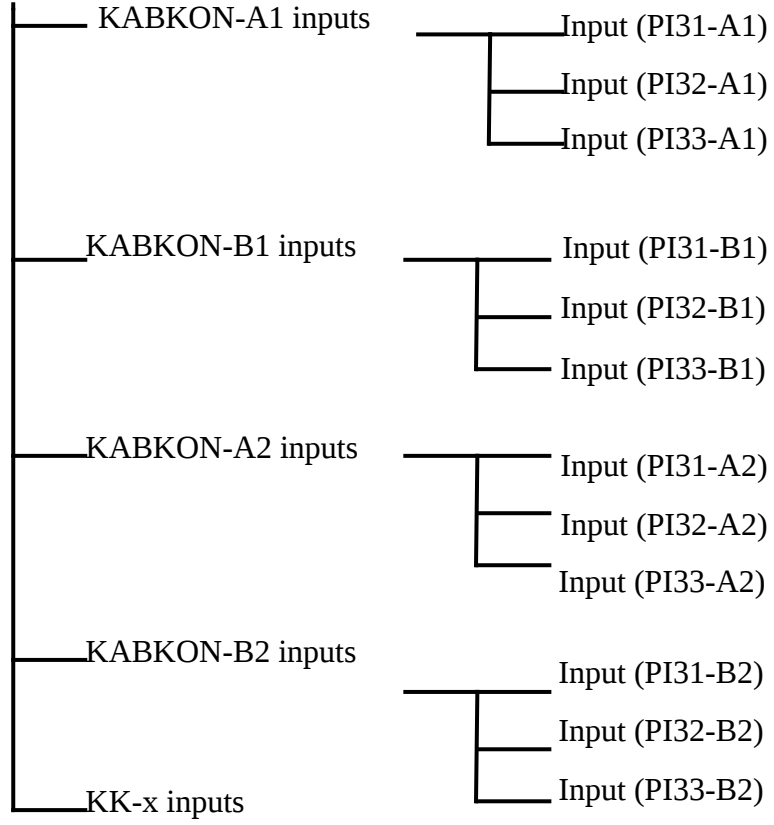 KABKON-A1 inputs
Input (PI31-A1)
Input (PI32-A1)
Input (PI33-A1)
KABKON-B1 inputs
Input (PI31-B1)
Input (PI32-B1)
Input (PI33-B1)
KABKON-A2 inputs
Input (PI31-A2)
Input (PI32-A2)
Input (PI33-A2)
KABKON-B2 inputs
Input (PI31-B2)
Input (PI32-B2)
Input (PI33-B2)
KK-x inputs